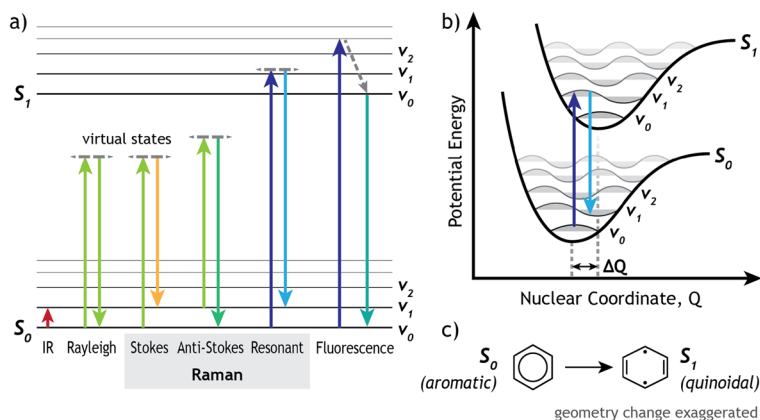 a)
v2
v1
S1
v0
virtual states
v2
v1
S0
v0
IR
Rayleigh
Stokes
Anti-Stokes
Resonant
Fluorescence
Raman
b)
S1
v2
v1
v0
S0
v2
v1
v0
ΔQ
Potential Energy
Nuclear Coordinate, Q
c)
S0
(aromatic)
S1
(quinoidal)
geometry change exaggerated